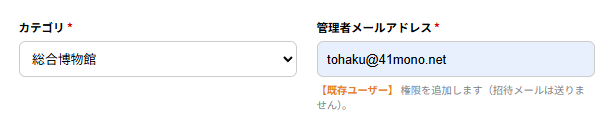 カテゴリ *
管理者メールアドレス *
総合博物館
tohaku@41mono.net
【既存ユーザー】 権限を追加します（招待メールは送りま
せん）。